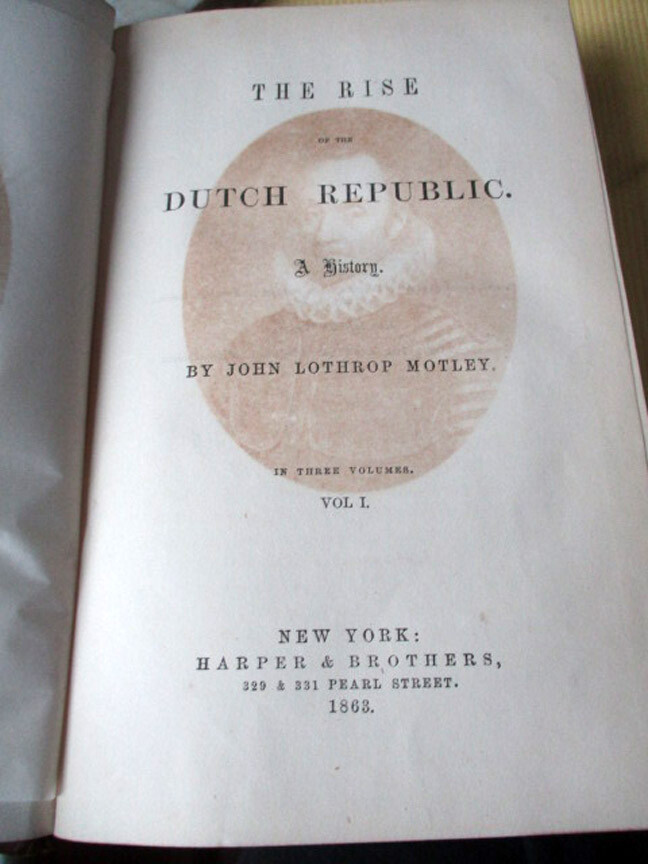 THE RISE
OF THE
DUTCH REPUBLIC.
A History.
BY JOHN LOTHROP MOTLEY.
IN THREE VOLUMES.
VOL I.
NEW YORK:
HARPER & BROTHERS,
329 & 331 PEARL STREET.
1863.